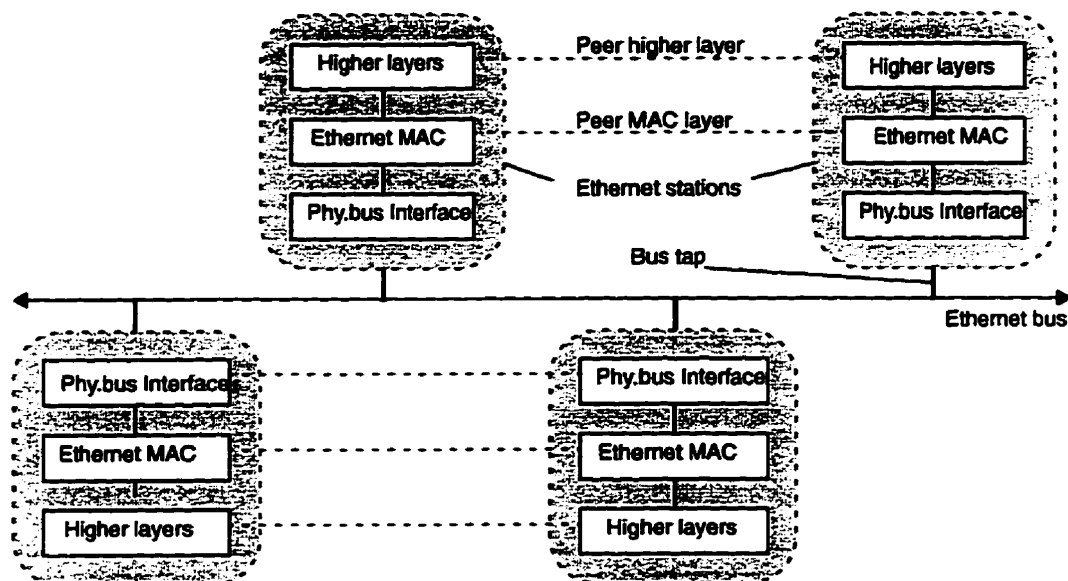 Higher layers
Peer higher layer
Higher layers
Ethernet MAC
Peer MAC layer
Ethernet MAC
Ethernet stations
Phy.bus Interface
Phy.bus Interface
Bus tap
Ethernet bus
Phy.bus Interface
Phy.bus Interface
Ethernet MAC
Ethernet MAC
Higher layers
Higher layers